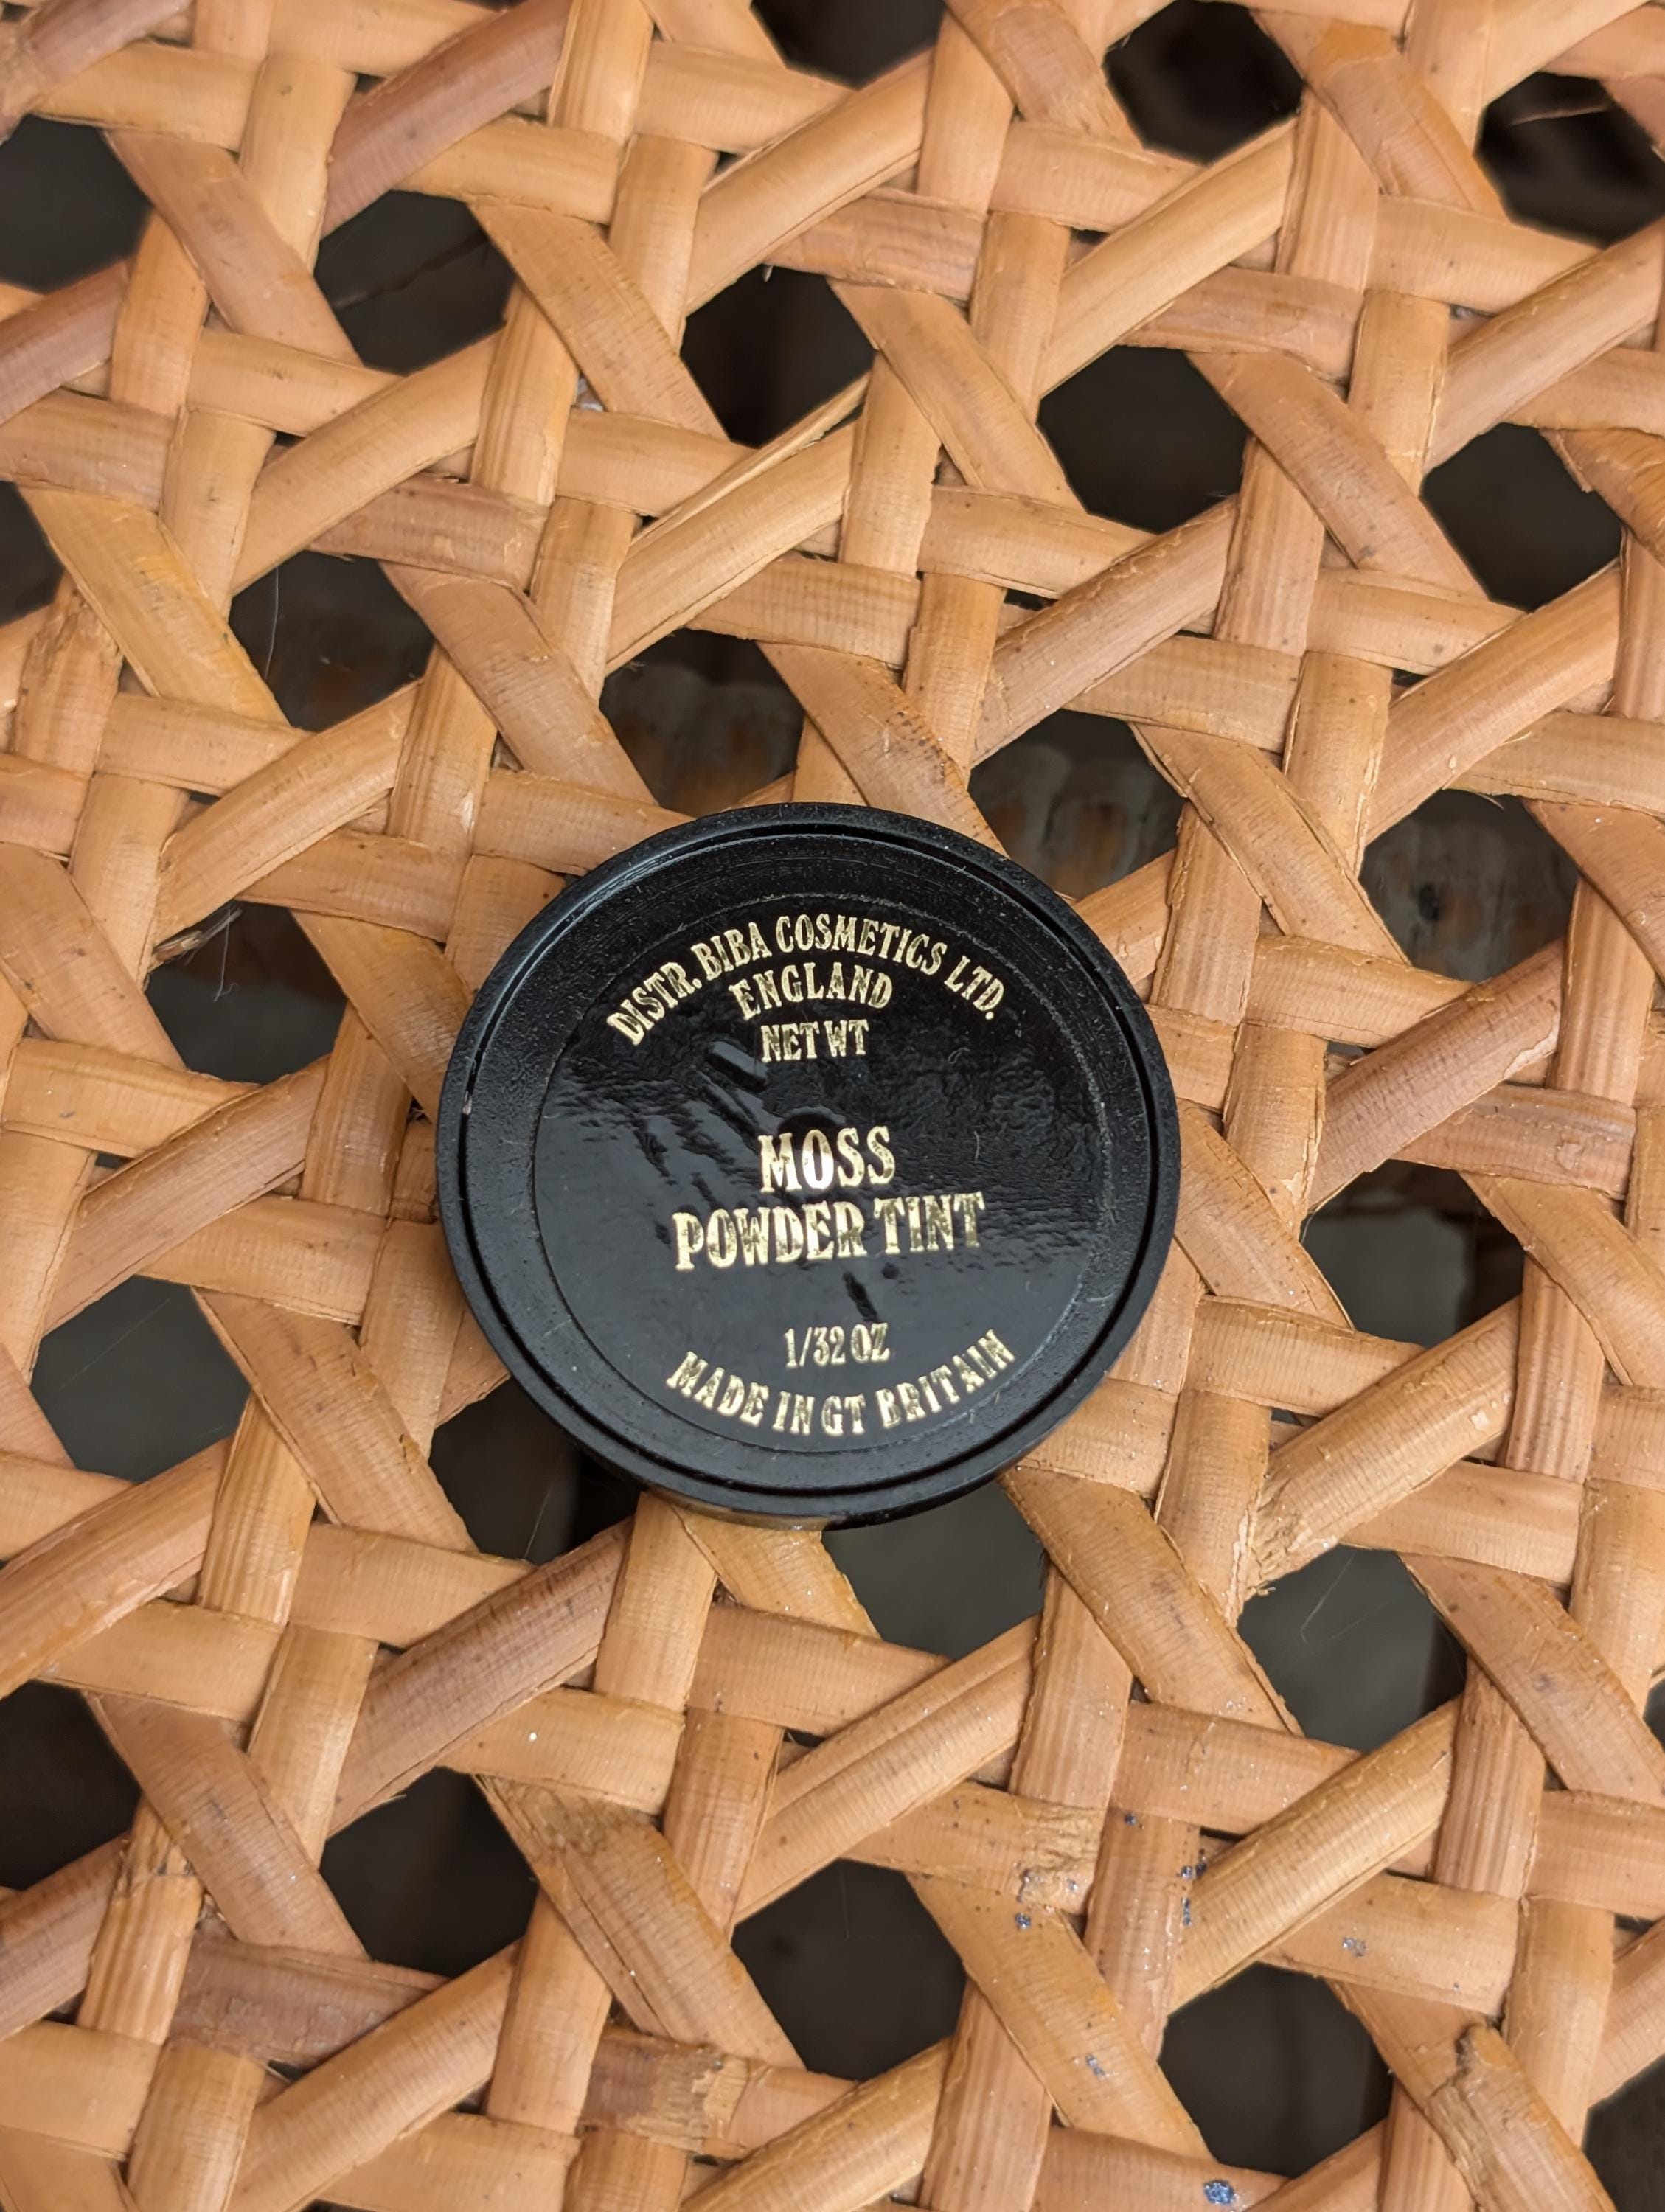 DISTR. BIBA COSMETICS LTD.
ENGLAND
NET WT
MOSS
POWDER TINT
1/32 OZ
MADE IN GT BRITAIN